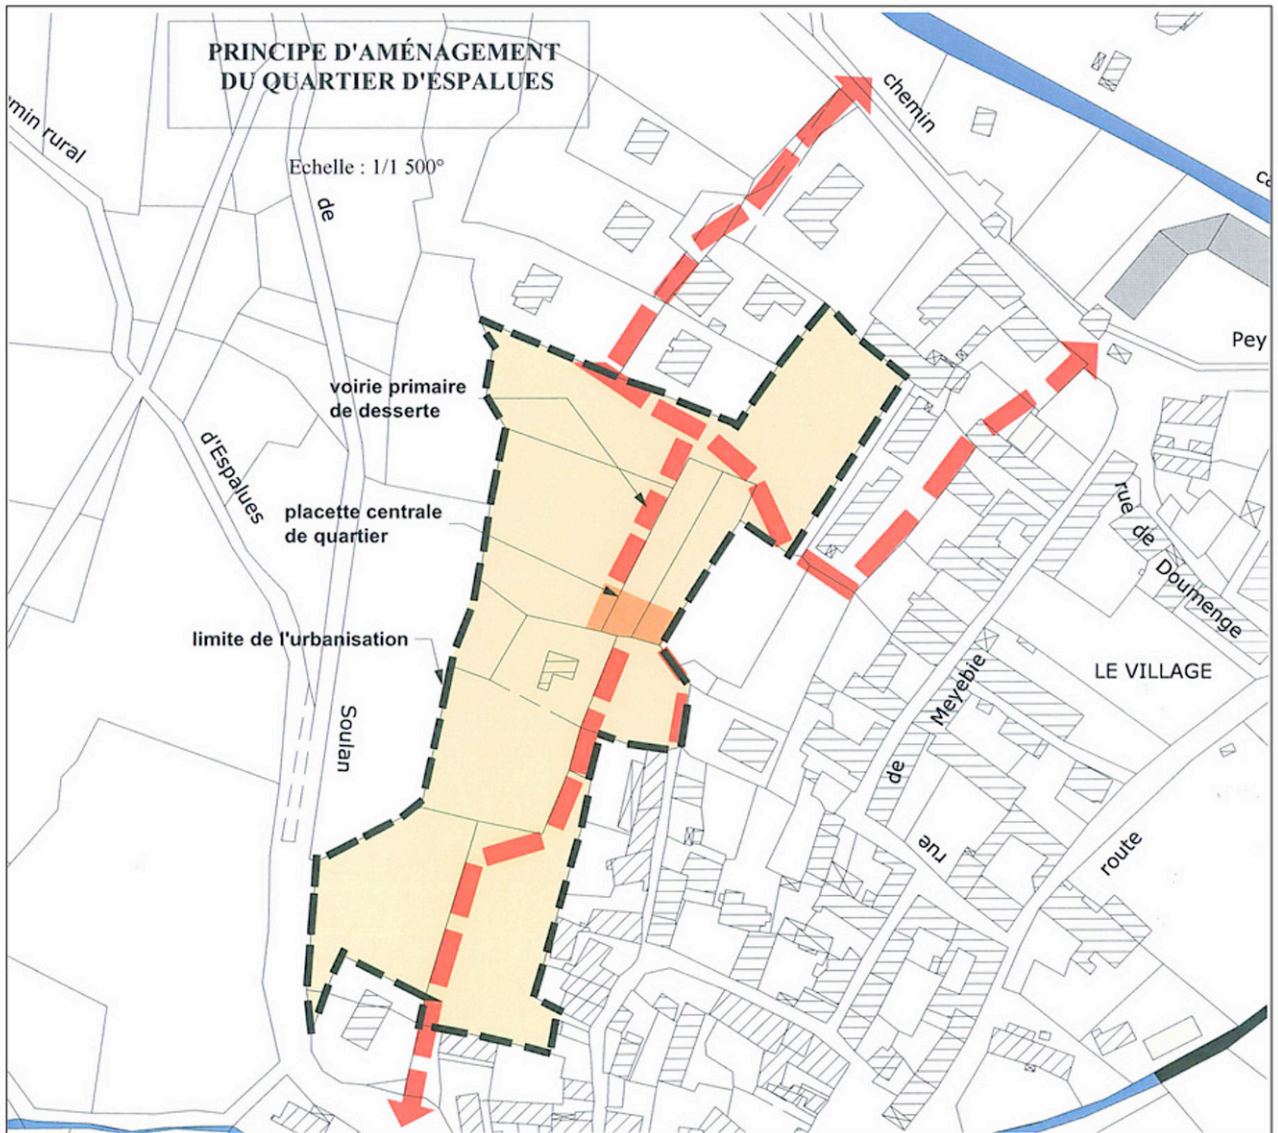 PRINCIPE D'AMÉNAGEMENT
DU QUARTIER D'ESPALUES
Echelle : 1/1 500°
min rural
de
chemin
Pey
voirie primaire
de desserte
d'Espalues
placette centrale
de quartier
rue de Doumenge
limite de l'urbanisation
LE VILLAGE
Soulan
rue de Meyebie
route